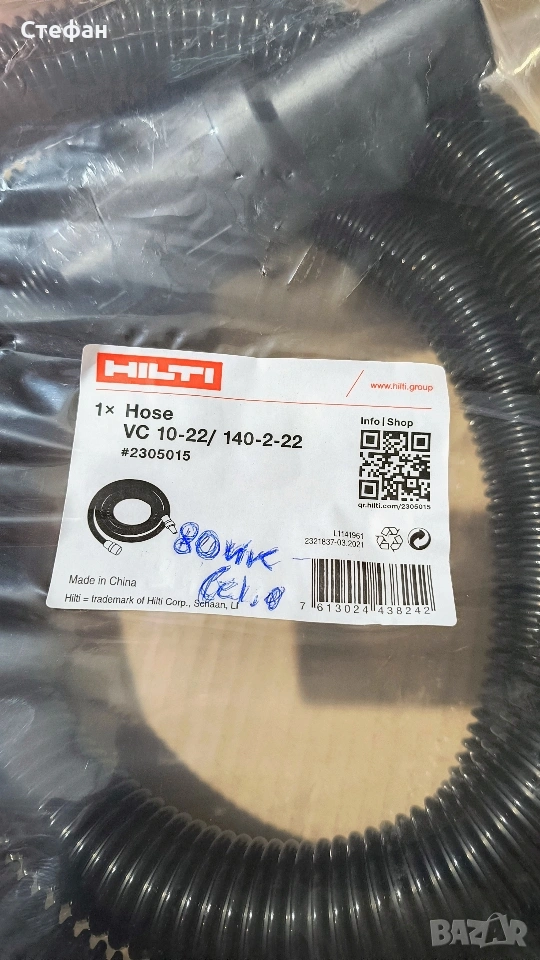 Стефан
HILTI
www.hilti.group
1× Hose
VC 10-22/ 140-2-22
#2305015
Info | Shop
qr.hilti.com/2305015
L1141961
2321837-03.2021
Made in China
Hilti = trademark of Hilti Corp., Schaan, LI
7 613024 438242
BAZAR